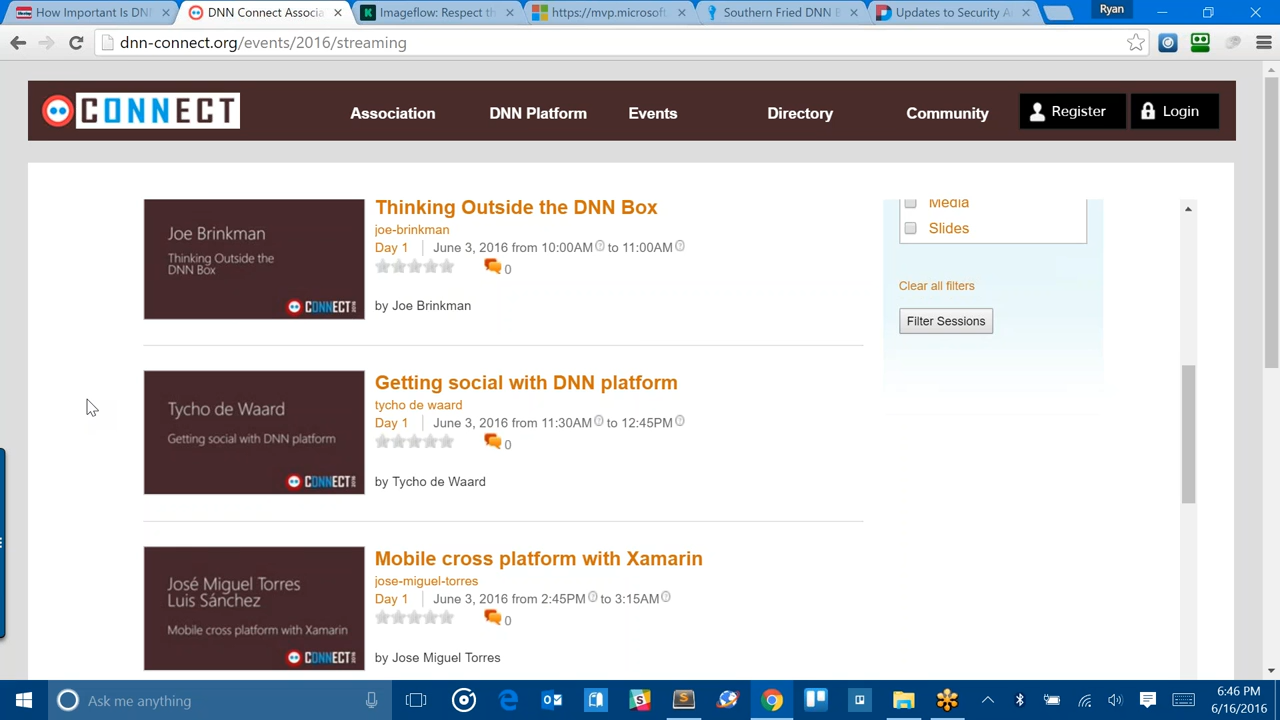 How Important Is DNN
DNN Connect Associa
Imageflow: Respect th
https://mvp.microsoft.
Southern Fried DNN B
Updates to Security A
Ryan
dnn-connect.org/events/2016/streaming
CONNECT
Association
DNN Platform
Events
Directory
Community
Register
Login
Joe Brinkman
Thinking Outside the
DNN Box
CONNECT
Thinking Outside the DNN Box
joe-brinkman
Day 1 | June 3, 2016 from 10:00AM to 11:00AM
0
by Joe Brinkman
Media
Slides
Clear all filters
Filter Sessions
Tycho de Waard
Getting social with DNN platform
CONNECT
Getting social with DNN platform
tycho de waard
Day 1 | June 3, 2016 from 11:30AM to 12:45PM
0
by Tycho de Waard
José Miguel Torres
Luis Sánchez
Mobile cross platform with Xamarin
CONNECT
Mobile cross platform with Xamarin
jose-miguel-torres
Day 1 | June 3, 2016 from 2:45PM to 3:15AM
0
by Jose Miguel Torres
Ask me anything
6:46 PM
6/16/2016